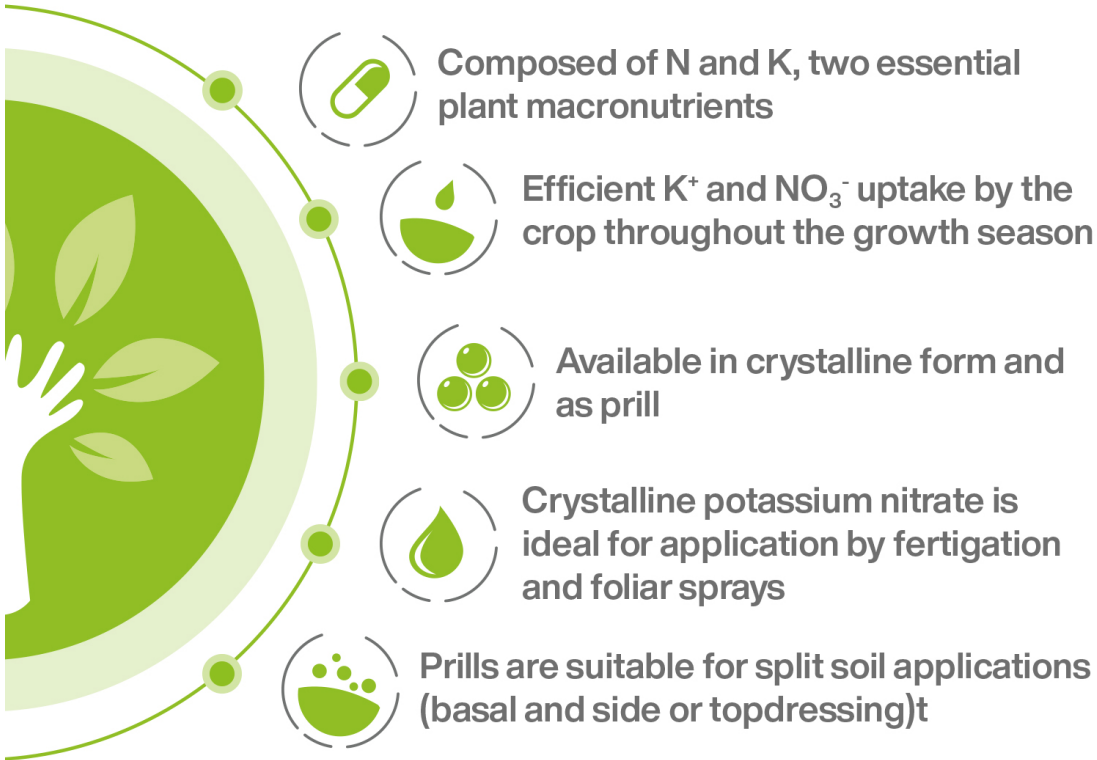 Composed of N and K, two essential
plant macronutrients
Efficient K⁺ and NO₃⁻ uptake by the
crop throughout the growth season
Available in crystalline form and
as prill
Crystalline potassium nitrate is
ideal for application by fertigation
and foliar sprays
Prills are suitable for split soil applications
(basal and side or topdressing)t